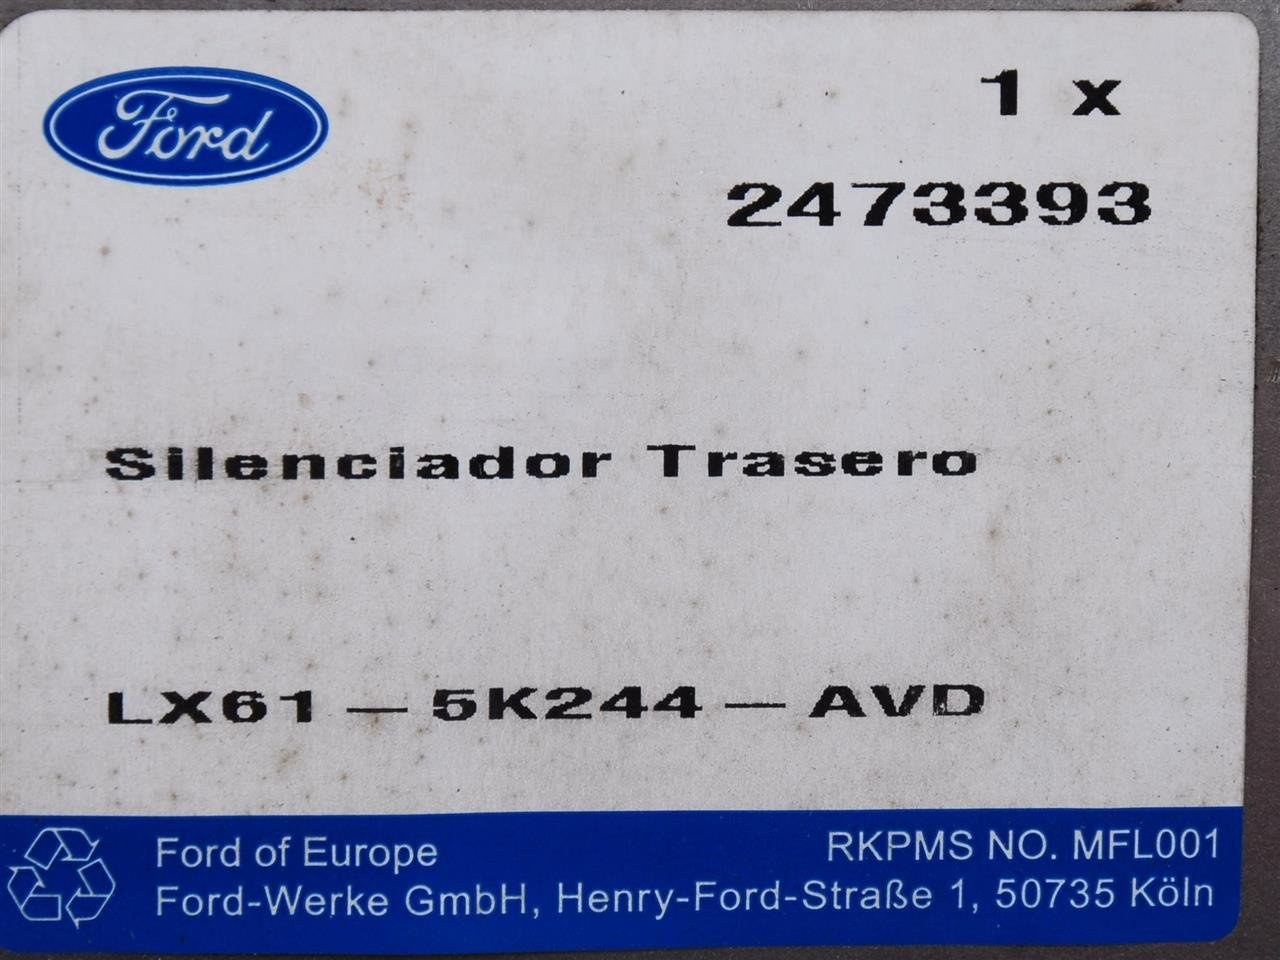 Ford
1 x
2473393
Silenciador Trasero
LX61 - 5K244 - AVD
Ford of Europe
RKPMS NO. MFL001
Ford-Werke GmbH, Henry-Ford-Straße 1, 50735 Köln